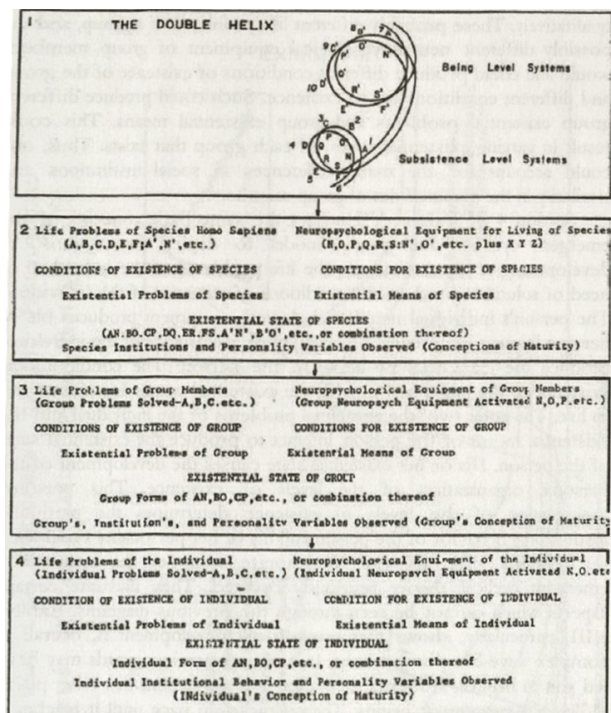 1 THE DOUBLE HELIX
Being Level Systems
Subsistence Level Systems
2 Life Problems of Species Homo Sapiens
(A,B,C,D,E,F;A',N',etc.)
Neuropsychological Equipment for Living of Species
(N,O,P,Q,R,S:N',O',etc. plus X Y Z)
CONDITIONS OF EXISTENCE OF SPECIES
CONDITIONS FOR EXISTENCE OF SPECIES
Existential Problems of Species
Existential Means of Species
EXISTENTIAL STATE OF SPECIES
(AN.BO.CP,DQ.ER,FS.A'N',B'O',etc.,or combination thereof)
Species Institutions and Personality Variables Observed (Conceptions of Maturity)
3 Life Problems of Group Members
(Group Problems Solved-A,B,C.etc.)
Neuropsychological Equipment of Group Members
(Group Neuropsych Equipment Activated N,O,P.etc.)
CONDITIONS OF EXISTENCE OF GROUP
CONDITIONS FOR EXISTENCE OF GROUP
Existential Problems of Group
Existential Means of Group
STATE OF GROUP
Group Forms of AN,BO,CP,etc., or combination thereof
Group's, Institution's, and Personality Variables Observed (Group's Conception of
4 Life Problems of the Individual
(Individual Problems Solved-A,B,C.etc.)
Neuropsychological of the Individual
(Individual Neuropsych Equipment Activated N,O.etc
EXISTENCE OF INDIVIDUAL
CONDITION FOR EXISTENCE OF INDIVIDUAL
Existential Problems of Individual
Existential Means of Individual
EXISTENTIAL STATE OF INDIVIDUAL
Individual Form of AN,BO,CP,etc., or combination thereof
Individual Institutional Behavior and Personality Variables Observed
(INdividual's Conception of Maturity)